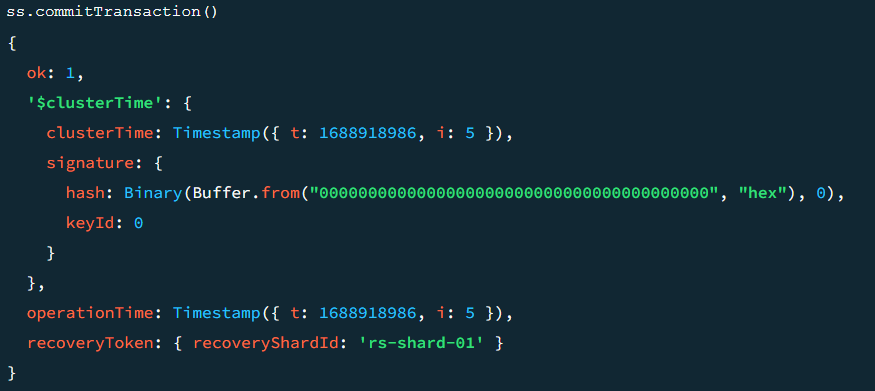 ss.commitTransaction()
{
  ok: 1,
  '$clusterTime': {
    clusterTime: Timestamp({ t: 1688918986, i: 5 }),
    signature: {
      hash: Binary(Buffer.from("0000000000000000000000000000000000000000", "hex"), 0),
      keyId: 0
    }
  },
  operationTime: Timestamp({ t: 1688918986, i: 5 }),
  recoveryToken: { recoveryShardId: 'rs-shard-01' }
}